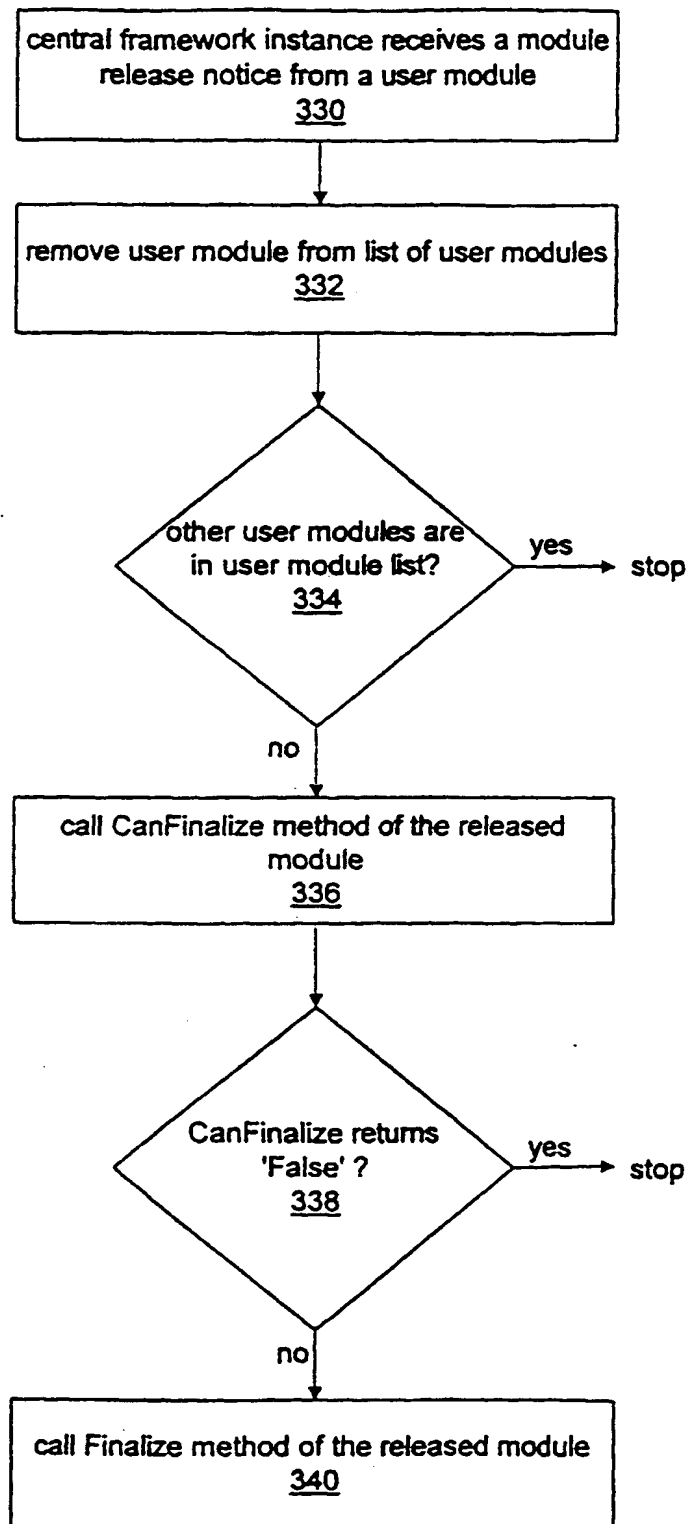 central framework instance receives a module
release notice from a user module
330
remove user module from list of user modules
332
other user modules are
in user module list?
334
yes
stop
no
call CanFinalize method of the released
module
336
CanFinalize returns
'False' ?
338
yes
stop
no
call Finalize method of the released module
340